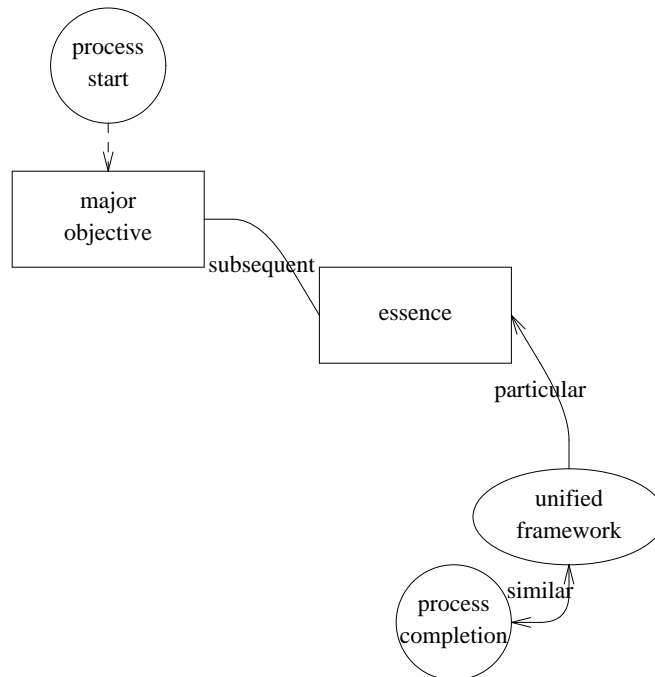 process
start
major
objective
subsequent
essence
particular
unified
framework
similar
process
completion